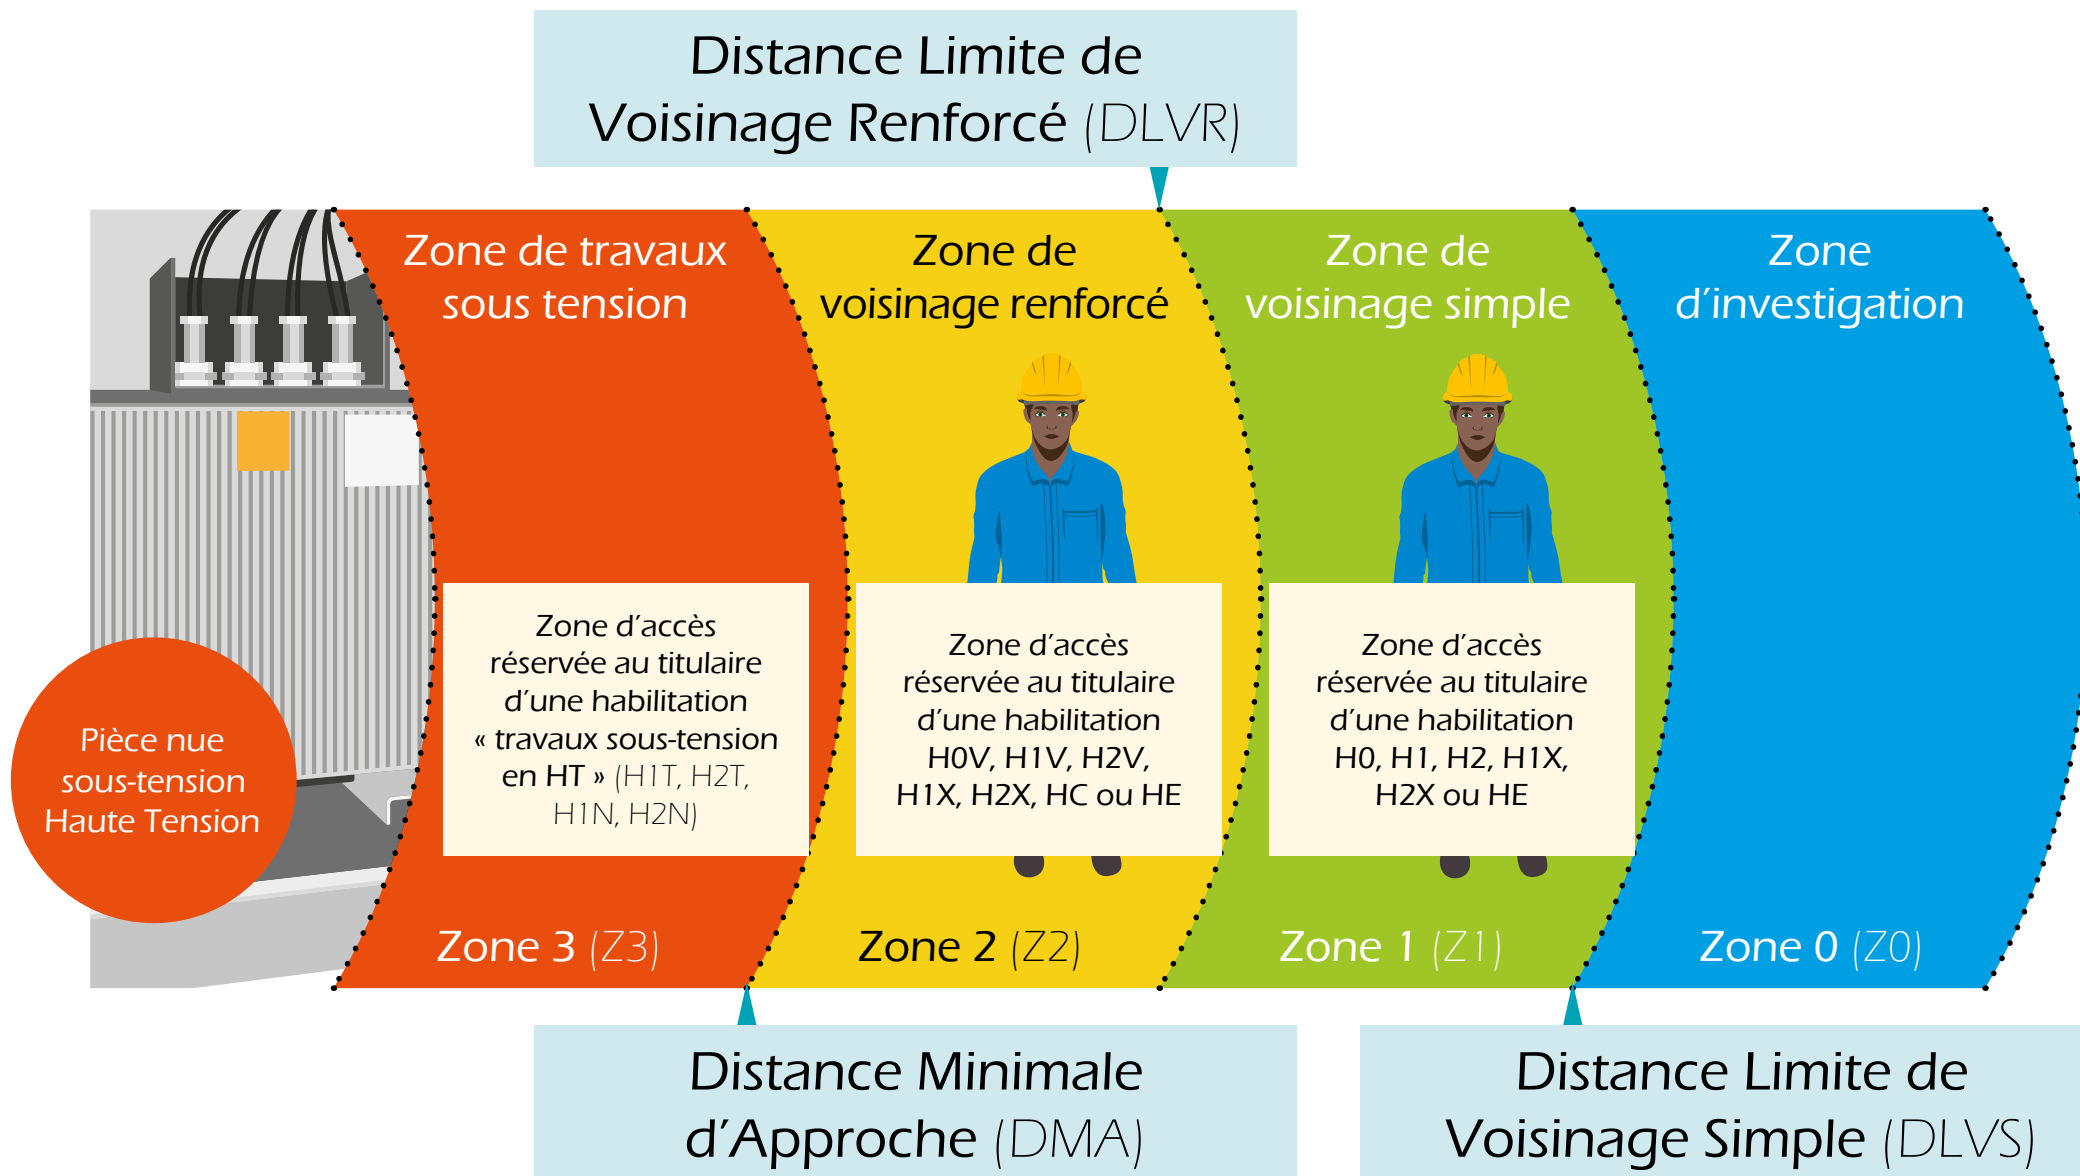 Distance Limite de
Voisinage Renforcé (DLVR)
Zone de travaux
sous tension
Zone de
voisinage renforcé
Zone de
voisinage simple
Zone
d’investigation
Pièce nue
sous-tension
Haute Tension
Zone d’accès
réservée au titulaire
d’une habilitation
« travaux sous-tension
en HT » (H1T, H2T,
H1N, H2N)
Zone d’accès
réservée au titulaire
d’une habilitation
H0V, H1V, H2V,
H1X, H2X, HC ou HE
Zone d’accès
réservée au titulaire
d’une habilitation
H0, H1, H2, H1X,
H2X ou HE
Zone 3 (Z3)
Zone 2 (Z2)
Zone 1 (Z1)
Zone 0 (Z0)
Distance Minimale
d’Approche (DMA)
Distance Limite de
Voisinage Simple (DLVS)